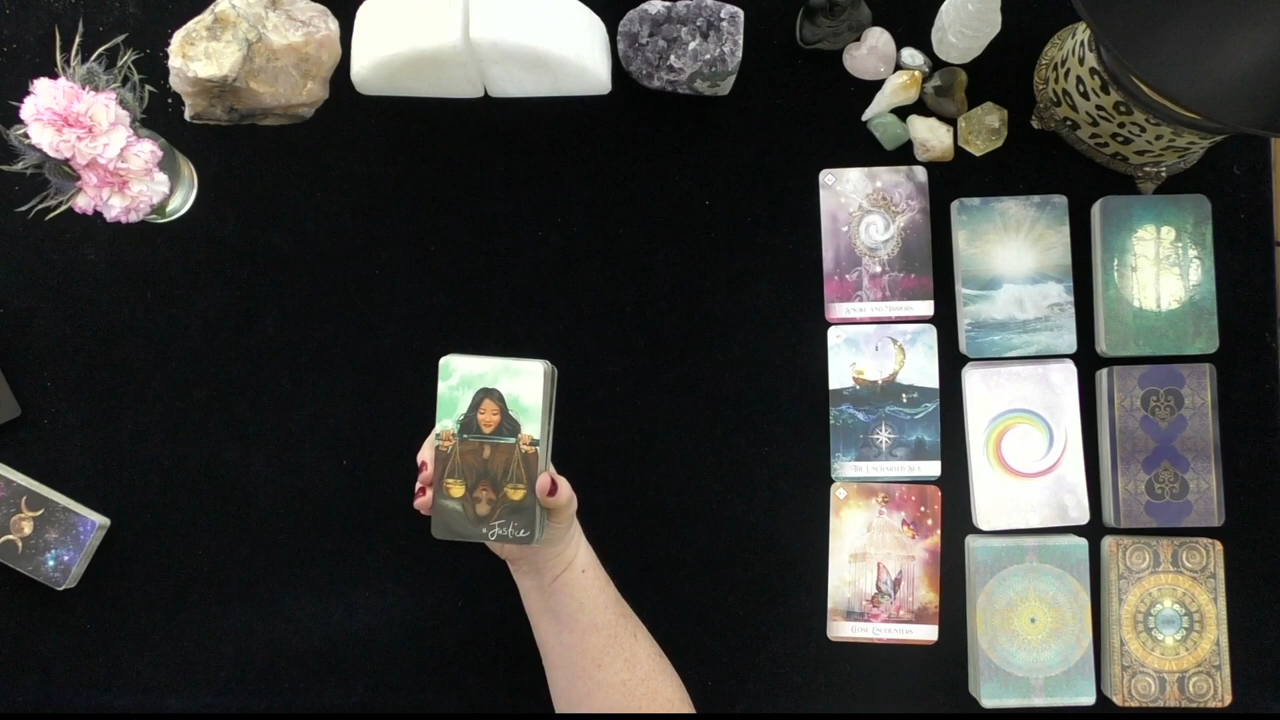 SMOKE AND MIRRORS
THE UNCHARTED SEA
CLOSE ENCOUNTERS
Justice